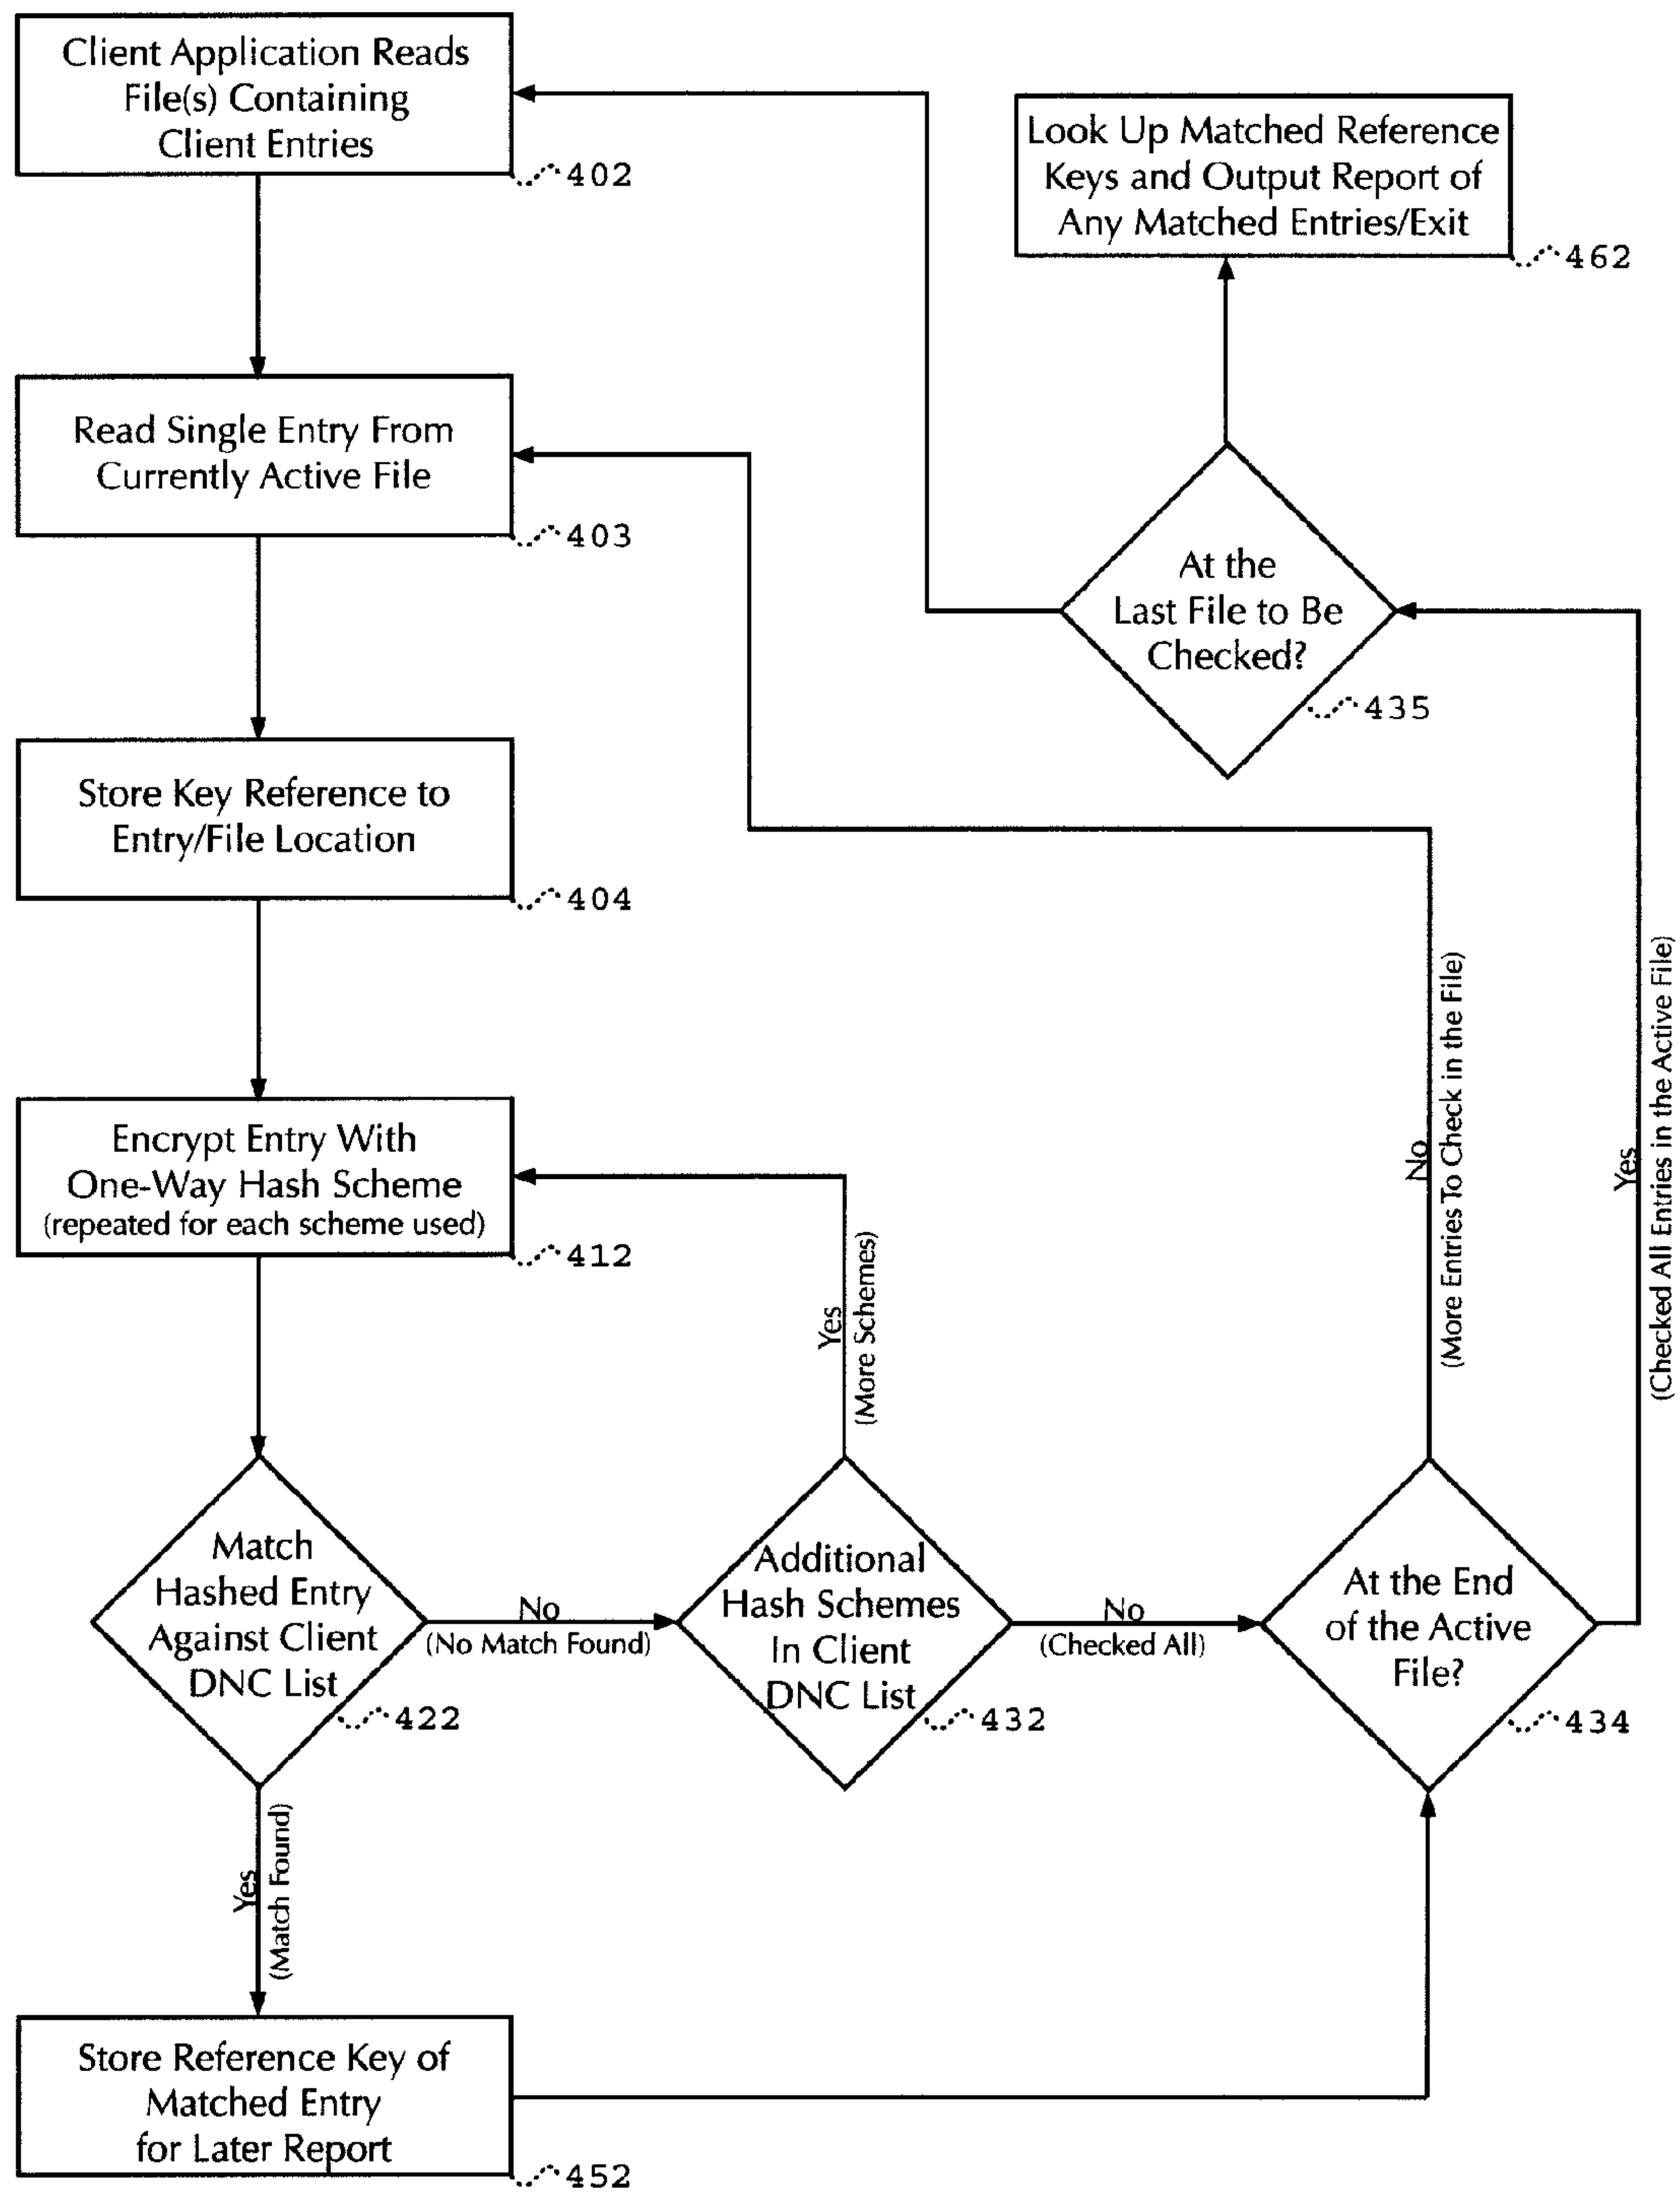 Client Application Reads
File(s) Containing
Client Entries
402
Look Up Matched Reference
Keys and Output Report of
Any Matched Entries/Exit
462
Read Single Entry From
Currently Active File
403
At the
Last File to Be
Checked?
435
Store Key Reference to
Entry/File Location
404
No
(More Entries To Check in the File)
Yes
(Checked All Entries in the Active File)
Encrypt Entry With
One-Way Hash Scheme
(repeated for each scheme used)
412
Yes
(More Schemes)
Match
Hashed Entry
Against Client
DNC List
422
No
(No Match Found)
Additional
Hash Schemes
In Client
DNC List
432
No
(Checked All)
At the End
of the Active
File?
434
Yes
(Match Found)
Store Reference Key of
Matched Entry
for Later Report
452